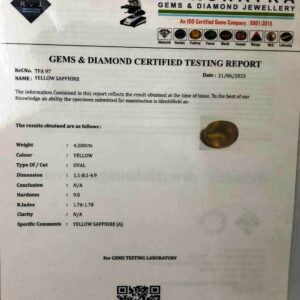 GEMS & DIAMOND JEWELLERY
An ISO Certified Gems Company : 9001-2015
GEMS & DIAMOND CERTIFIED TESTING REPORT
Ref.No. TPA 97
Date : 21/06/2023
NAME : YELLOW SAPPHIRE
The information Contained in this report reflects the result obtained at the time of issue. To the best of our
Knowledge an ability the specimen submitted for examination is identifield as:
The results obtained are as follows :
Weight : 4.200cts
Colour : YELLOW
Type Of / Cut : OVAL
Dimension :
Conclusion : N/A
Hardness : 9.0
R.Index : 1.76-1.78
Clarity : N/A
Specific Comments : YELLOW SAPPHIRE (A)
For GEMS TESTING LABORATORY